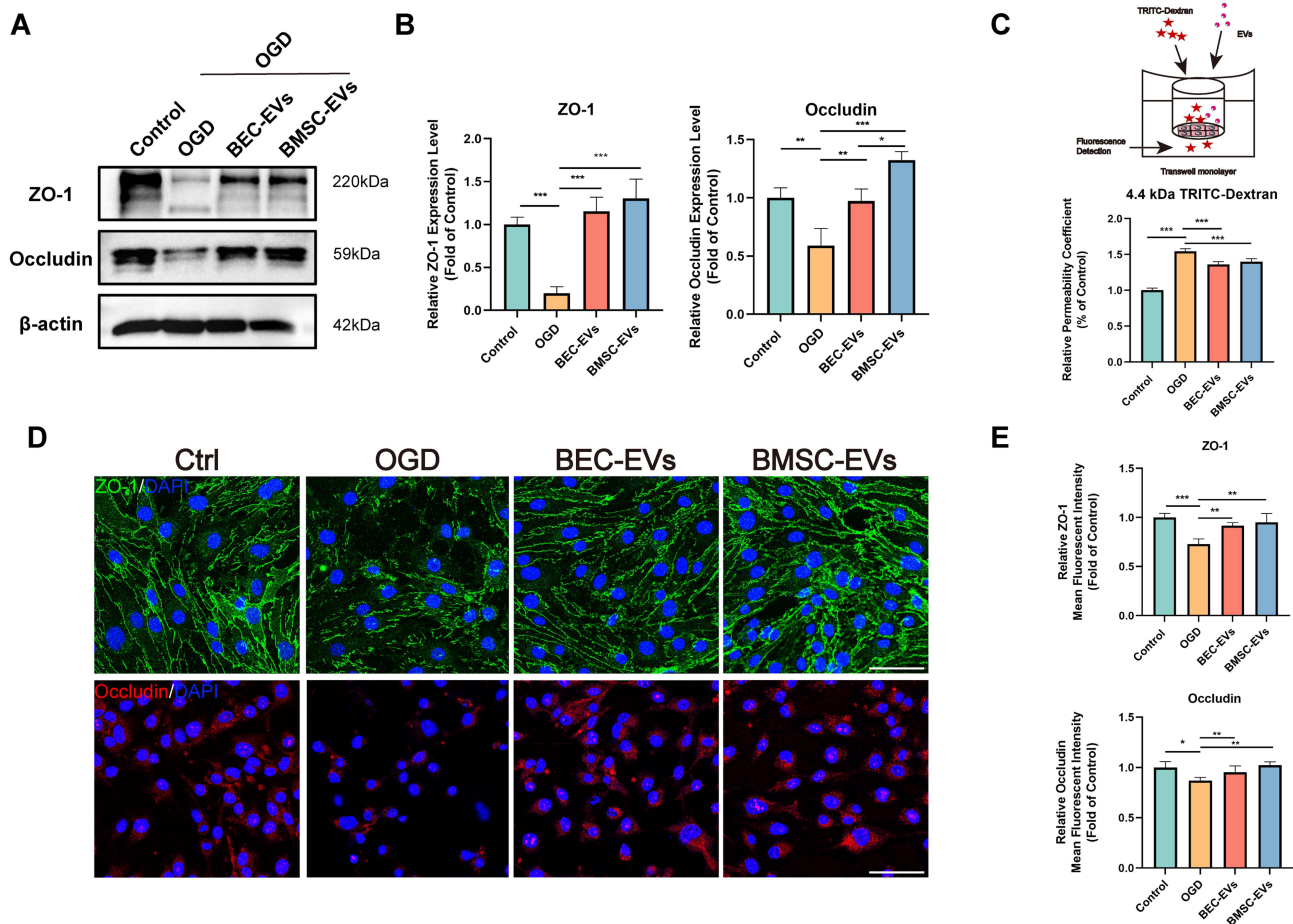 A
OGD
Control
OGD
BEC-EVs
BMSC-EVs
ZO-1
220kDa
Occludin
59kDa
β-actin
42kDa
B
ZO-1
Relative ZO-1 Expression Level
(Fold of Control)
2.0
1.5
1.0
0.5
0.0
***
***
***
Control
OGD
BEC-EVs
BMSC-EVs
Occludin
Relative Occludin Expression Level
(Fold of Control)
1.5
1.0
0.5
0.0
**
***
**
*
Control
OGD
BEC-EVs
BMSC-EVs
C
TRITC-Dextran
EVs
Fluorescence
Detection
Transwell monolayer
4.4 kDa TRITC-Dextran
Relative Permeability Coefficient
(% of Control)
2.0
1.5
1.0
0.5
0.0
***
***
***
Control
OGD
BEC-EVs
BMSC-EVs
D
Ctrl
OGD
BEC-EVs
BMSC-EVs
ZO-1/DAPI
Occludin/DAPI
E
ZO-1
Relative ZO-1
Mean Fluorescent Intensity
(Fold of Control)
1.5
1.0
0.5
0.0
***
**
**
Control
OGD
BEC-EVs
BMSC-EVs
Occludin
Relative Occludin
Mean Fluorescent Intensity
(Fold of Control)
1.5
1.0
0.5
0.0
*
**
**
Control
OGD
BEC-EVs
BMSC-EVs